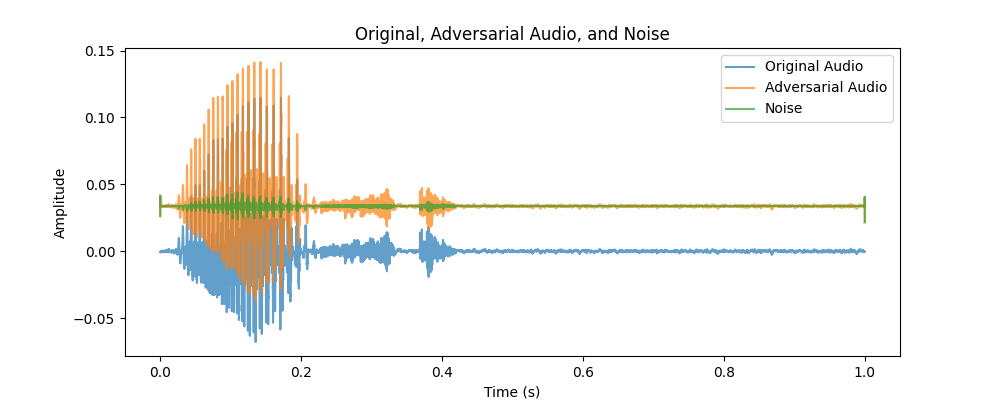 Original, Adversarial Audio, and Noise
Original Audio
Adversarial Audio
Noise
Amplitude
0.15
0.10
0.05
0.00
−0.05
0.0 0.2 0.4 0.6 0.8 1.0
Time (s)